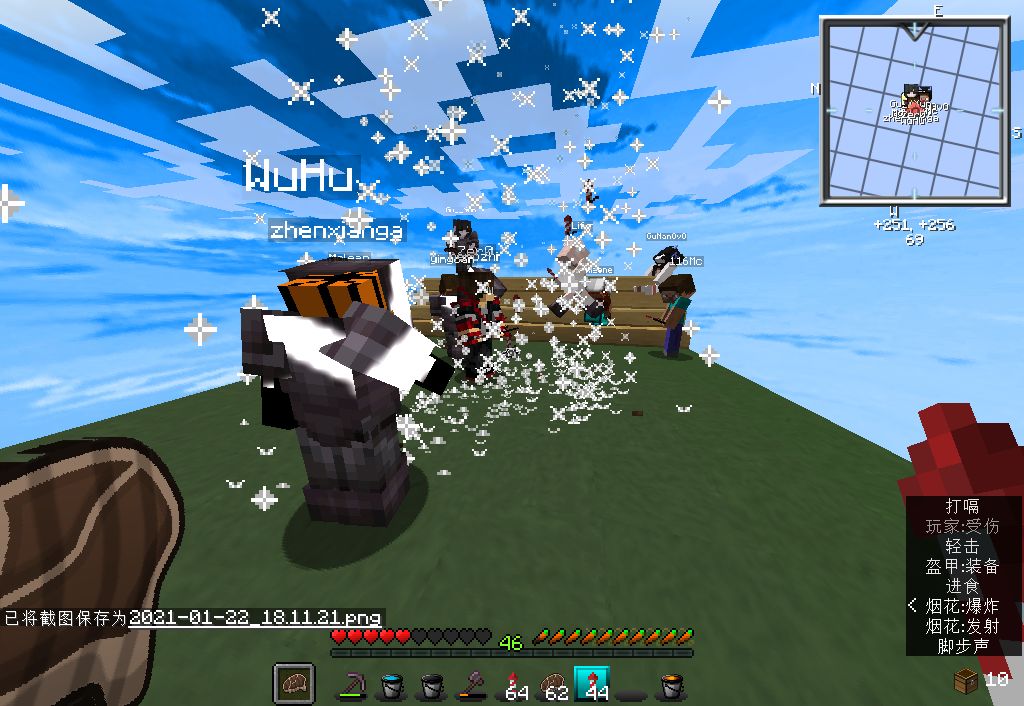 E
N
S
W
+251, +256
69
WuHu
zhenxianga
GuNanOvO
116Mc
打嗝
玩家:受伤
轻击
盔甲:装备
进食
< 烟花:爆炸
烟花:发射
脚步声
已将截图保存为2021-01-22_18.11.21.png
46
64
62
44
10